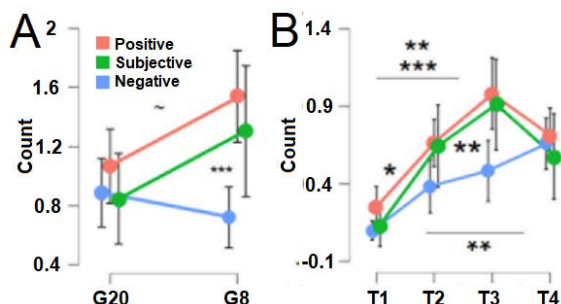 A
2
1.6
1.2
0.8
0.4
Count
Positive
Subjective
Negative
~
***
G20
G8
B
1.4
0.9
0.4
-0.1
Count
**
***
*
**
**
T1
T2
T3
T4